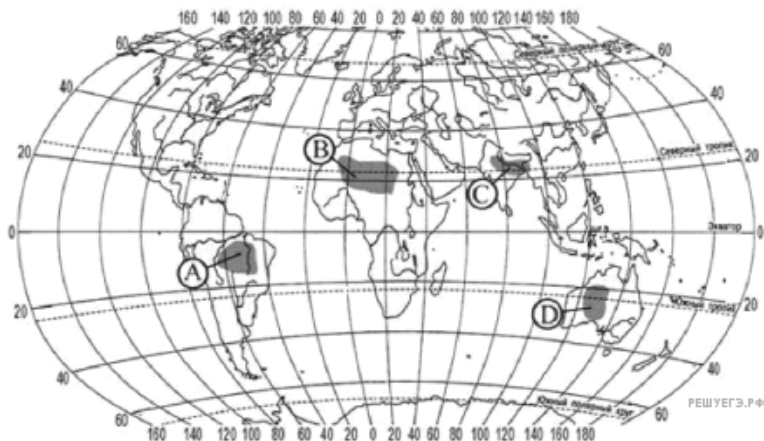 160 140 120 100 80 60 40 20 0 20 40 60 80 100 120 140 160 180
60 Северный полярный круг 60
40 40
Северный тропик
20 20
B
C
0 Экватор 0
A
20 Южный тропик 20
D
40 40
Южный полярный круг
60 60
РЕШУЕГЭ.РФ
160 140 120 100 80 60 40 20 0 20 40 60 80 100 120 140 160 180